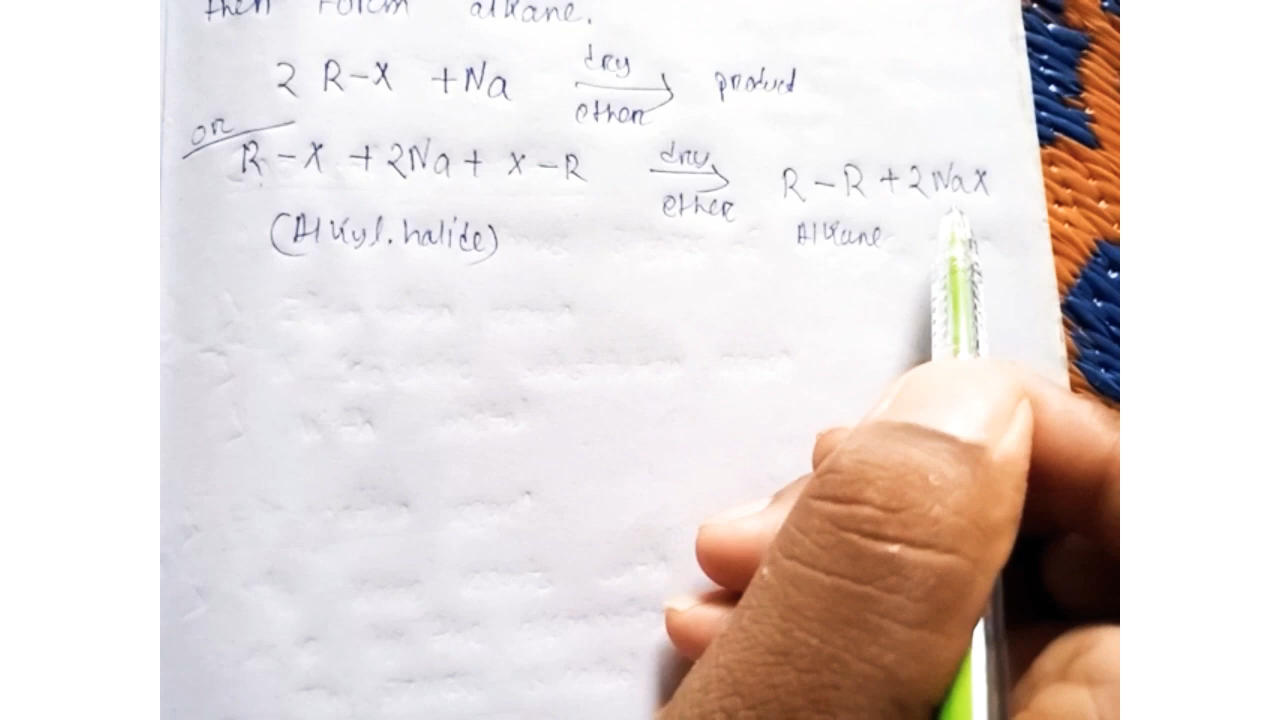 then form alkane.
2 R-X + Na dry ether → product
or
R-X + 2Na + X-R dry ether → R-R + 2NaX
(Alkyl. halide) Alkane